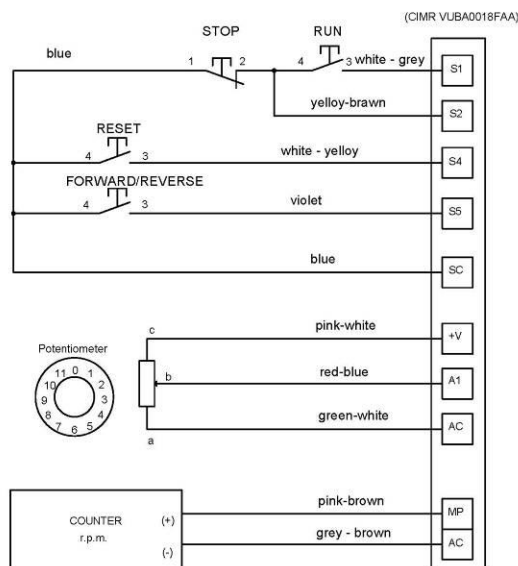 (CIMR VUBA0018FAA)
STOP RUN
blue 1 2 4 3 white - grey S1
yelloy-brawn S2
RESET
4 3 white - yelloy S4
FORWARD/REVERSE
4 3 violet S5
blue SC
c pink-white +V
Potentiometer
11 0 1 2 3 4 5 6 7 8 9 10
b red-blue A1
green-white AC
a
pink-brown MP
COUNTER (+)
r.p.m.
grey - brown AC
(-)